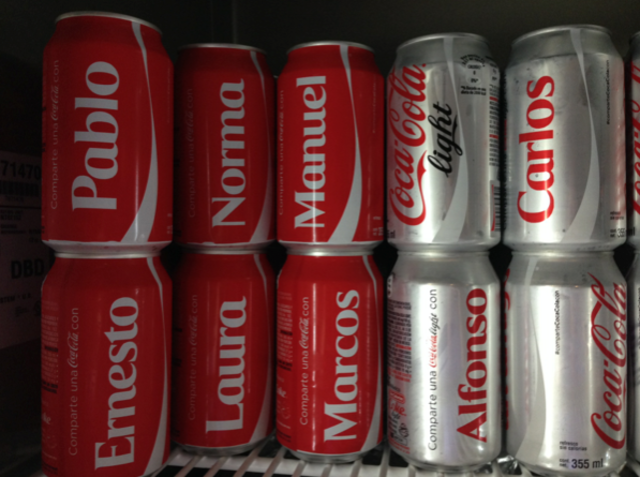 Comparte una Coca-Cola con
Pablo
Comparte una Coca-Cola con
Norma
Comparte una Coca-Cola con
Manuel
Coca-Cola
light
Carlos
71470
DBD
Comparte una Coca-Cola con
Ernesto
Comparte una Coca-Cola con
Laura
Comparte una Coca-Cola con
Marcos
Comparte una Coca-Cola light con
Alfonso
Coca-Cola
355 ml